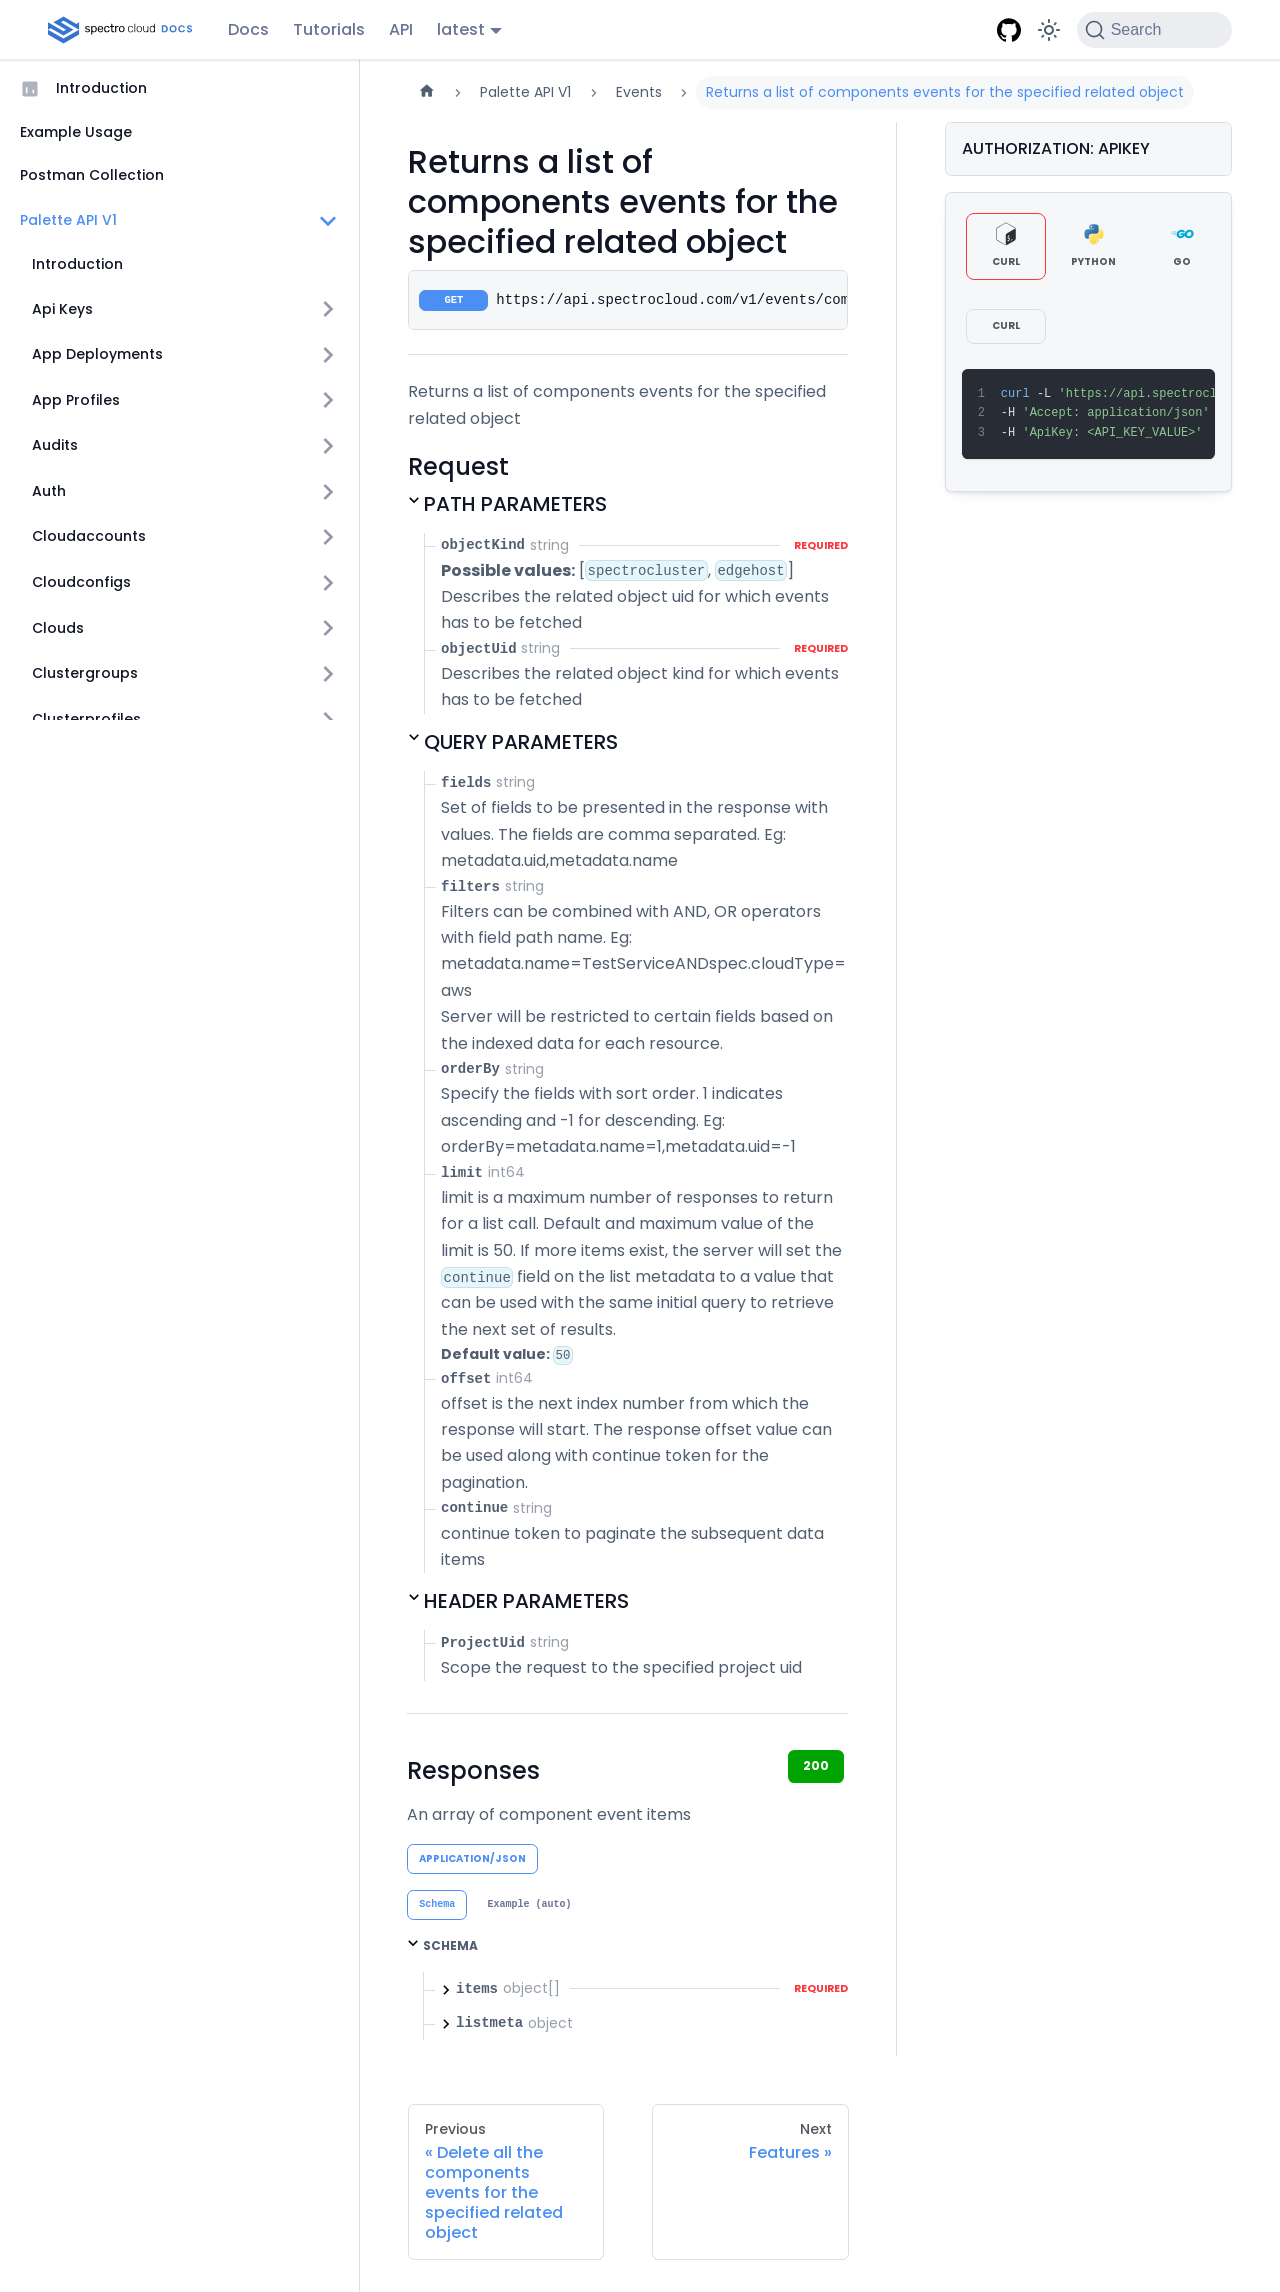 spectro cloud DOCS
Docs
Tutorials
API
latest
Search
Introduction
Example Usage
Postman Collection
Palette API V1
Introduction
Api Keys
App Deployments
App Profiles
Audits
Auth
Cloudaccounts
Cloudconfigs
Clouds
Clustergroups
Clusterprofiles
Palette API V1
Events
Returns a list of components events for the specified related object
Returns a list of
components events for the
specified related object
GET https://api.spectrocloud.com/v1/events/com
Returns a list of components events for the specified
related object
Request
PATH PARAMETERS
objectKind string REQUIRED
Possible values: [spectrocluster, edgehost]
Describes the related object uid for which events
has to be fetched
objectUid string REQUIRED
Describes the related object kind for which events
has to be fetched
QUERY PARAMETERS
fields string
Set of fields to be presented in the response with
values. The fields are comma separated. Eg:
metadata.uid,metadata.name
filters string
Filters can be combined with AND, OR operators
with field path name. Eg:
metadata.name=TestServiceANDspec.cloudType=
aws
Server will be restricted to certain fields based on
the indexed data for each resource.
orderBy string
Specify the fields with sort order. 1 indicates
ascending and -1 for descending. Eg:
orderBy=metadata.name=1,metadata.uid=-1
limit int64
limit is a maximum number of responses to return
for a list call. Default and maximum value of the
limit is 50. If more items exist, the server will set the
continue field on the list metadata to a value that
can be used with the same initial query to retrieve
the next set of results.
Default value: 50
offset int64
offset is the next index number from which the
response will start. The response offset value can
be used along with continue token for the
pagination.
continue string
continue token to paginate the subsequent data
items
HEADER PARAMETERS
ProjectUid string
Scope the request to the specified project uid
Responses
200
An array of component event items
APPLICATION/JSON
Schema
Example (auto)
SCHEMA
items object[] REQUIRED
listmeta object
Previous
« Delete all the
components
events for the
specified related
object
Next
Features »
AUTHORIZATION: APIKEY
CURL
PYTHON
GO
CURL
1 curl -L 'https://api.spectrocl
2 -H 'Accept: application/json'
3 -H 'ApiKey: <API_KEY_VALUE>'